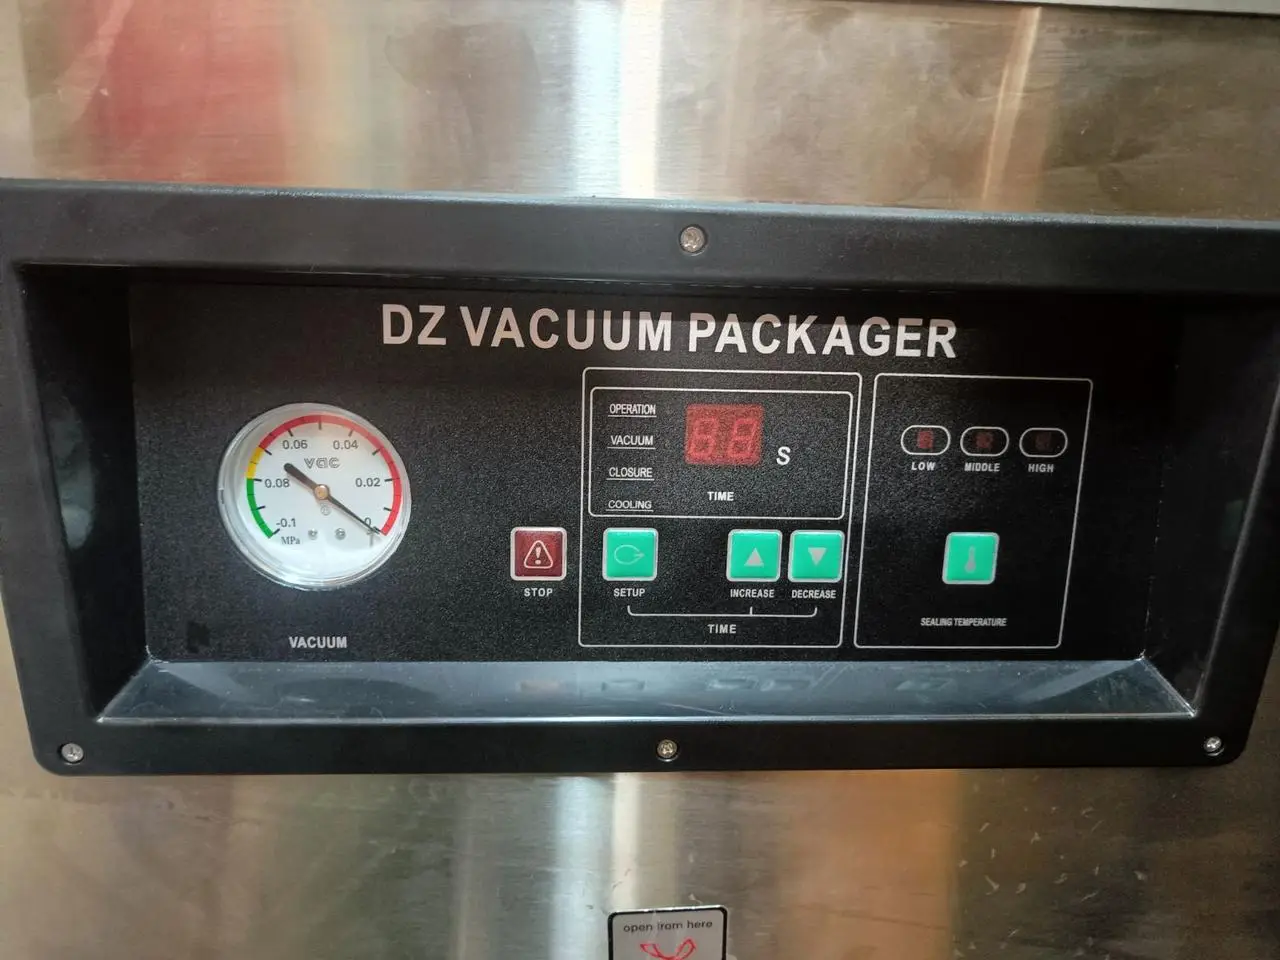 DZ VACUUM PACKAGER
0.06
0.04
vac
0.08
0.02
-0.1
0
MPa
VACUUM
STOP
OPERATION
VACUUM
CLOSURE
COOLING
S
TIME
SETUP
INCREASE
DECREASE
TIME
LOW
MIDDLE
HIGH
SEALING TEMPERATURE
open from here